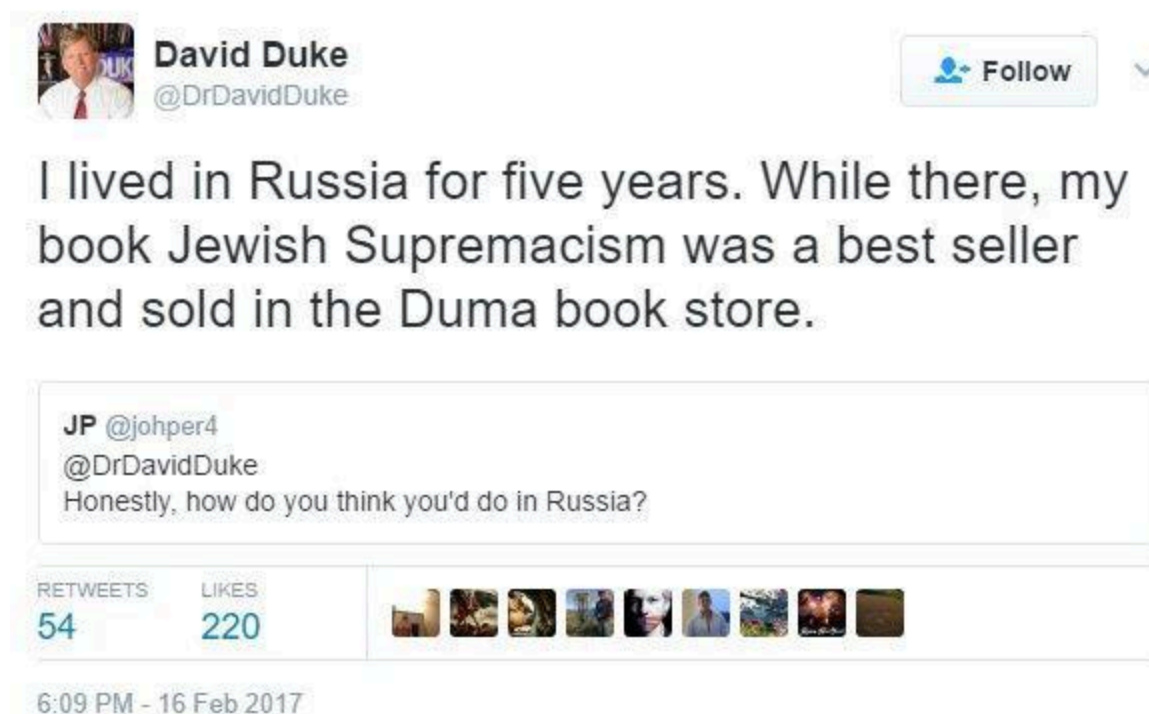 David Duke
@DrDavidDuke
Follow
I lived in Russia for five years. While there, my
book Jewish Supremacism was a best seller
and sold in the Duma book store.
JP @johper4
@DrDavidDuke
Honestly, how do you think you'd do in Russia?
RETWEETS LIKES
54 220
6:09 PM - 16 Feb 2017